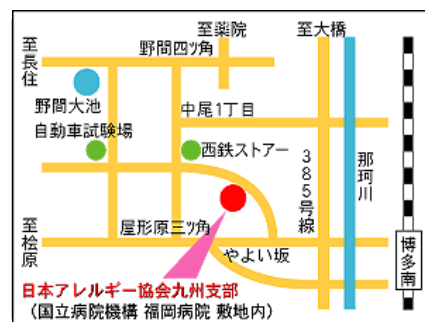 至薬院
至大橋
至長住
野間四ツ角
野間大池
中尾1丁目
自動車試験場
西鉄ストアー
385号線
那珂川
至桧原
屋形原三ツ角
やよい坂
博多南
日本アレルギー協会九州支部
（国立病院機構 福岡病院 敷地内）